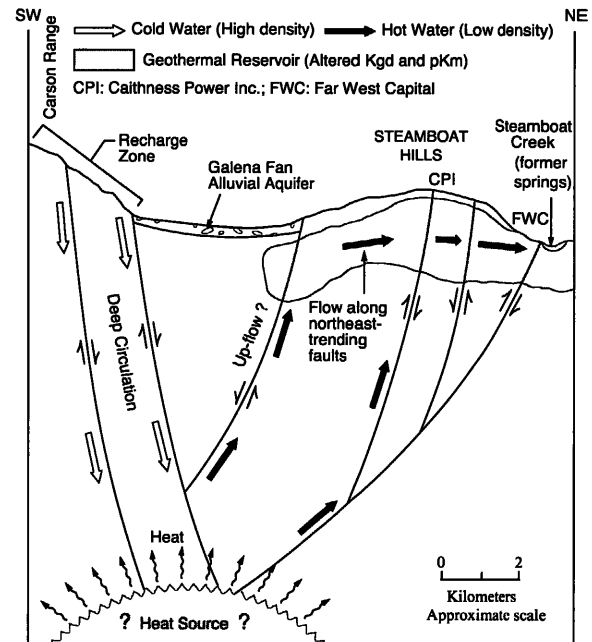 SW
NE
Cold Water (High density)
Hot Water (Low density)
Geothermal Reservoir (Altered Kgd and pKm)
CPI: Caithness Power Inc.; FWC: Far West Capital
Carson Range
Recharge
Zone
Galena Fan
Alluvial Aquifer
STEAMBOAT
HILLS
CPI
Steamboat
Creek
(former
springs)
FWC
Flow along
northeast-
trending
faults
Up-flow ?
Deep Circulation
Heat
? Heat Source ?
0 2
Kilometers
Approximate scale